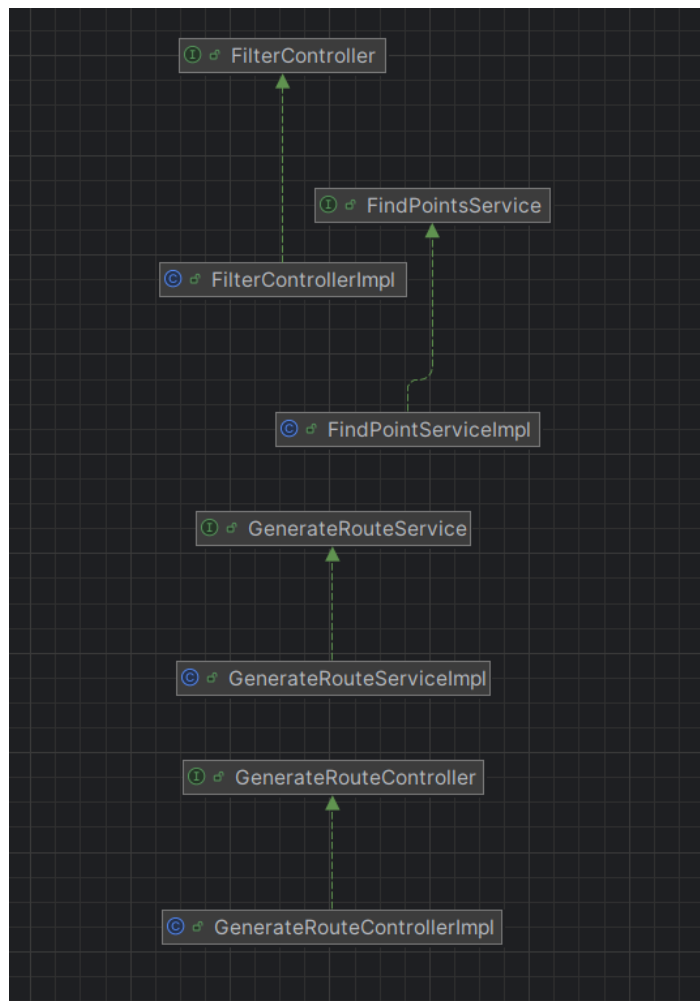 I FilterController
I FindPointsService
C FilterControllerImpl
C FindPointServiceImpl
I GenerateRouteService
C GenerateRouteServiceImpl
I GenerateRouteController
C GenerateRouteControllerImpl